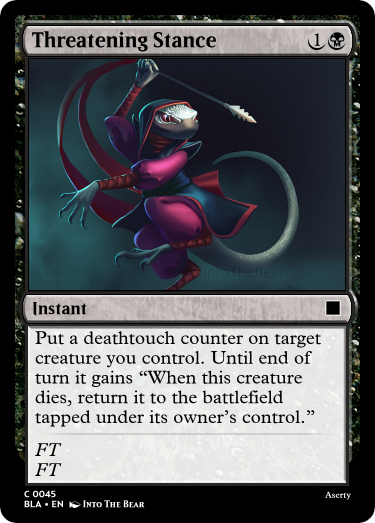 Threatening Stance 1
IntoTheBear
Instant
Put a deathtouch counter on target
creature you control. Until end of
turn it gains “When this creature
dies, return it to the battlefield
tapped under its owner’s control.”
FT
FT
C 0045
BLA • EN Into The Bear
Aserty